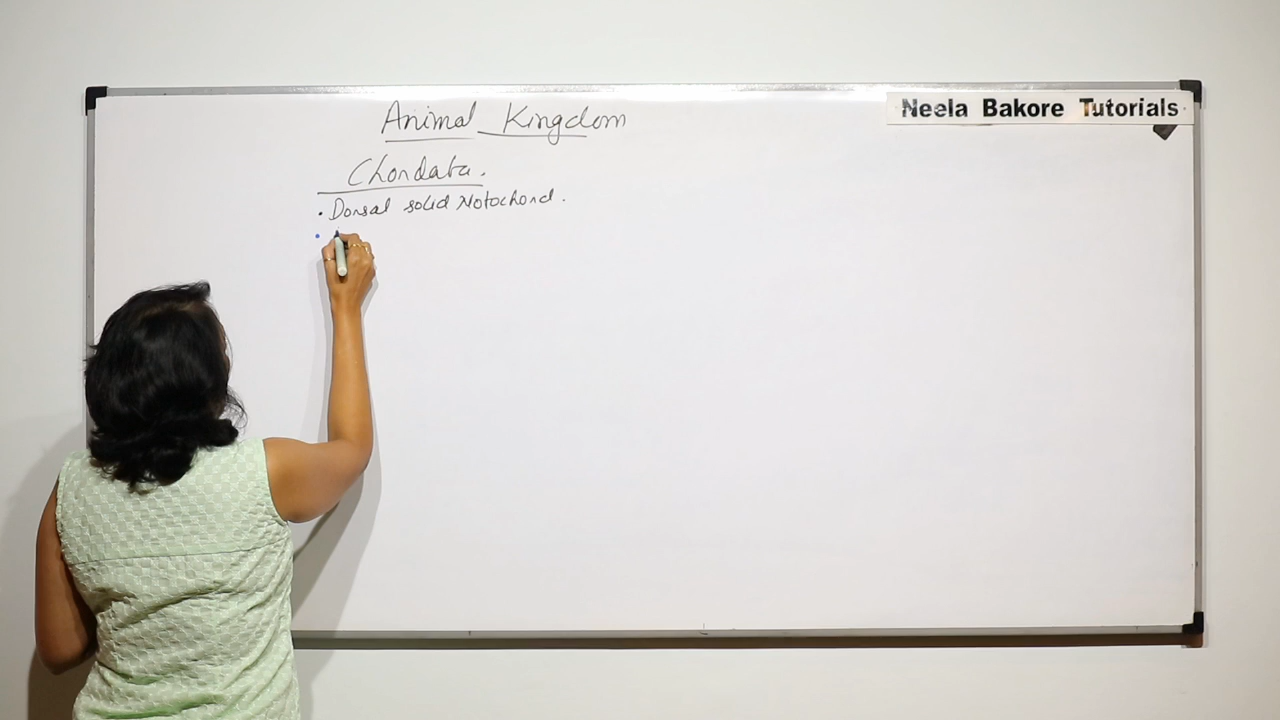 Neela Bakore Tutorials
Animal Kingdom
Chordata.
• Dorsal solid Notochord.
•